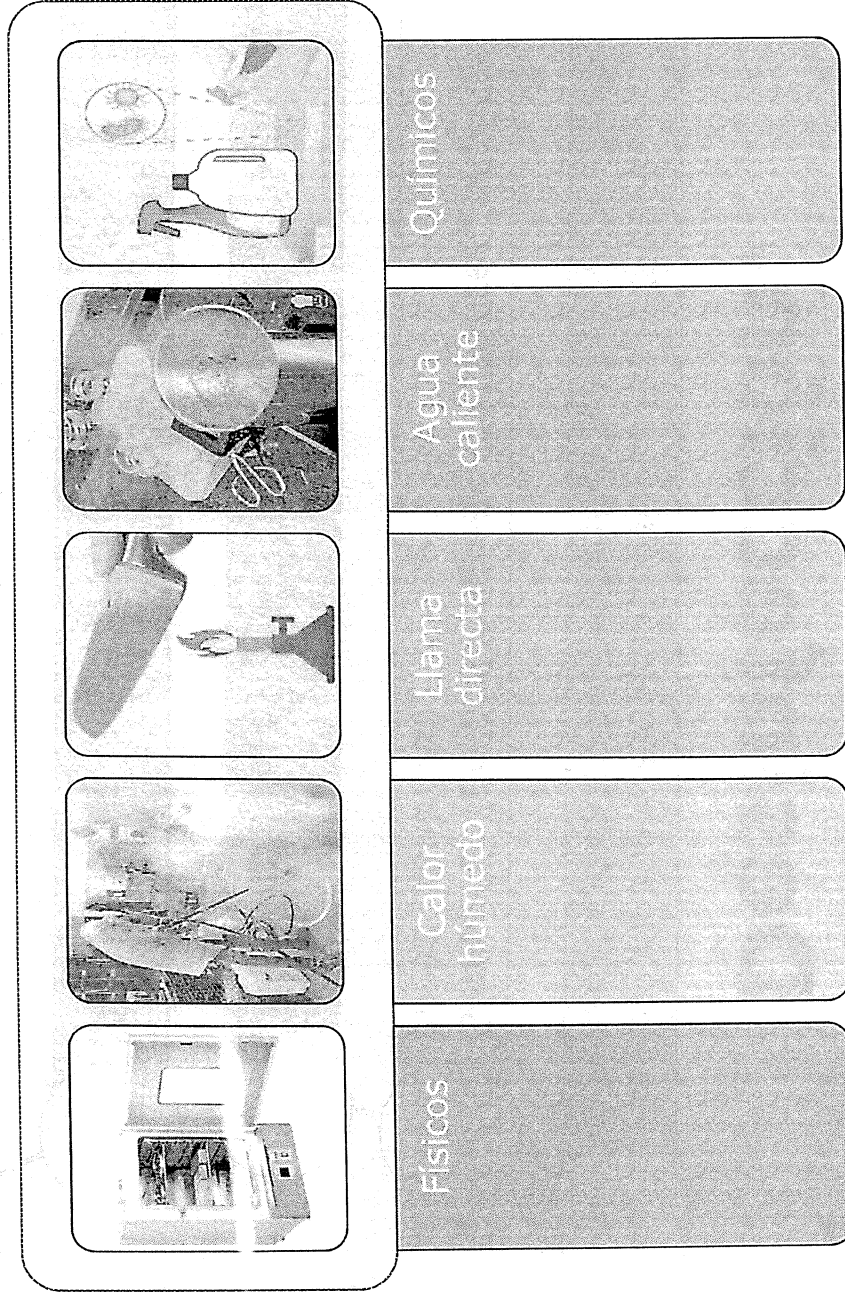 Físicos
Calor
húmedo
Llama
directa
Agua
caliente
Químicos